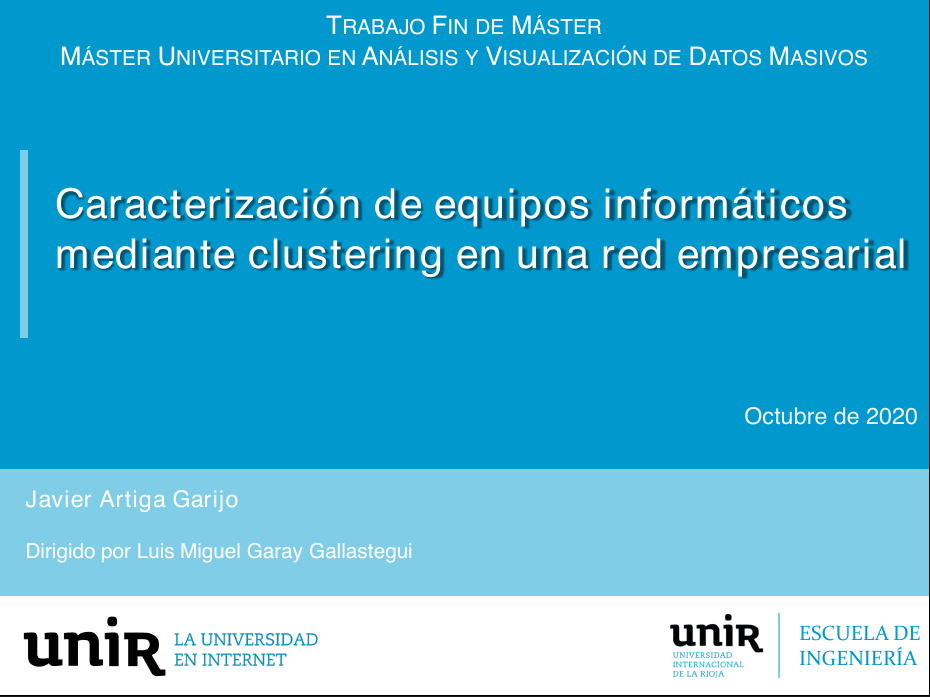 TRABAJO FIN DE MÁSTER
MÁSTER UNIVERSITARIO EN ANÁLISIS Y VISUALIZACIÓN DE DATOS MASIVOS
Caracterización de equipos informáticos
mediante clustering en una red empresarial
Octubre de 2020
Javier Artiga Garijo
Dirigido por Luis Miguel Garay Gallastegui
uniR
LA UNIVERSIDAD
EN INTERNET
uniR
UNIVERSIDAD
INTERNACIONAL
DE LA RIOJA
ESCUELA DE
INGENIERÍA